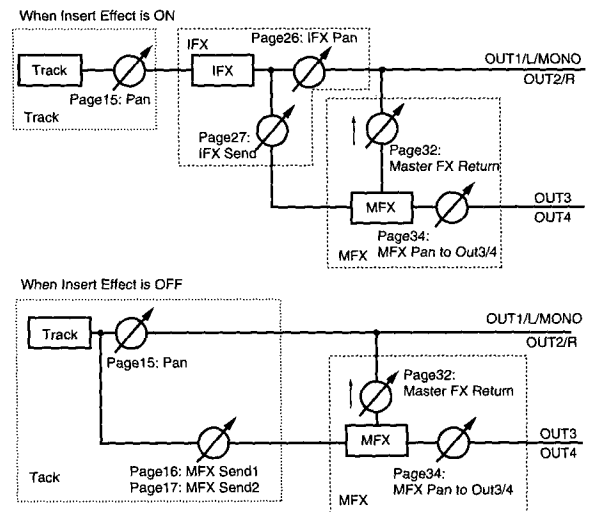 When Insert Effect is ON
Track
Page15: Pan
Track
IFX
IFX
Page26: IFX Pan
Page27:
IFX Send
OUT1/L/MONO
OUT2/R
Page32:
Master FX Return
MFX
OUT3
OUT4
Page34:
MFX Pan to Out3/4
MFX
When Insert Effect is OFF
Track
Page15: Pan
OUT1/L/MONO
OUT2/R
Page32:
Master FX Return
MFX
OUT3
OUT4
Page16: MFX Send1
Page17: MFX Send2
Tack
Page34:
MFX Pan to Out3/4
MFX